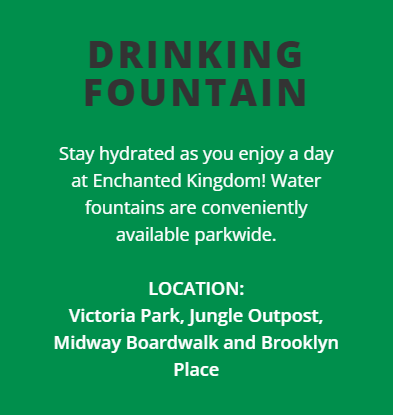 DRINKING
FOUNTAIN
Stay hydrated as you enjoy a day
at Enchanted Kingdom! Water
fountains are conveniently
available parkwide.
LOCATION:
Victoria Park, Jungle Outpost,
Midway Boardwalk and Brooklyn
Place